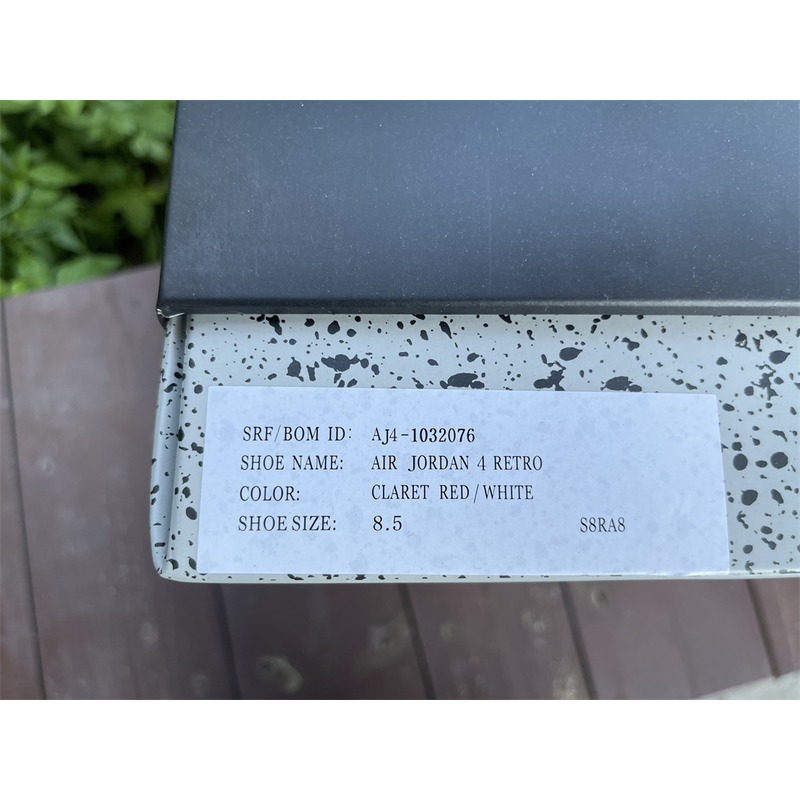 SRF/BOM ID: AJ4-1032076
SHOE NAME: AIR JORDAN 4 RETRO
COLOR: CLARET RED/WHITE
SHOE SIZE: 8.5 S8RA8